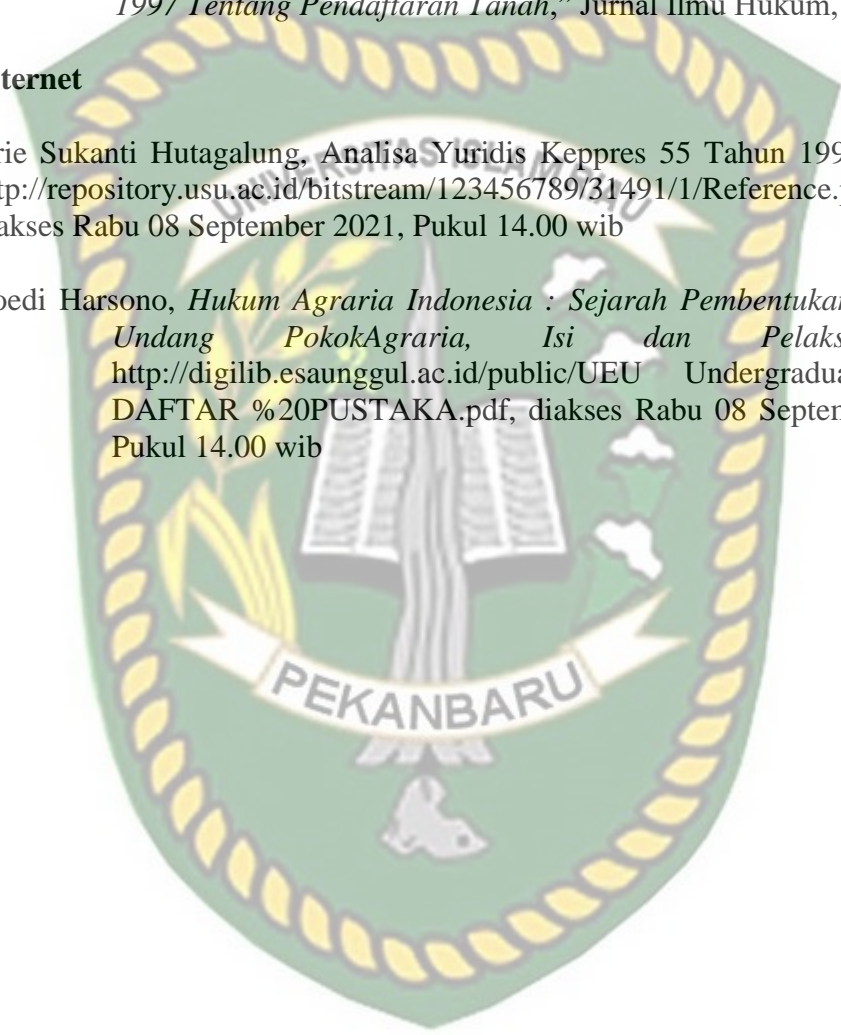 1997 Tentang Pendaftaran Tanah,” Jurnal Ilmu Hukum,
ternet
rie Sukanti Hutagalung, Analisa Yuridis Keppres 55 Tahun 199
tp://repository.usu.ac.id/bitstream/123456789/31491/1/Reference.p
akses Rabu 08 September 2021, Pukul 14.00 wib
oedi Harsono, Hukum Agraria Indonesia : Sejarah Pembentukan
Undang PokokAgraria, Isi dan Pelaks
http://digilib.esaunggul.ac.id/public/UEU Undergradua
DAFTAR %20PUSTAKA.pdf, diakses Rabu 08 Septem
Pukul 14.00 wib
UNIVERSITAS ISLAM RIAU
PEKANBARU